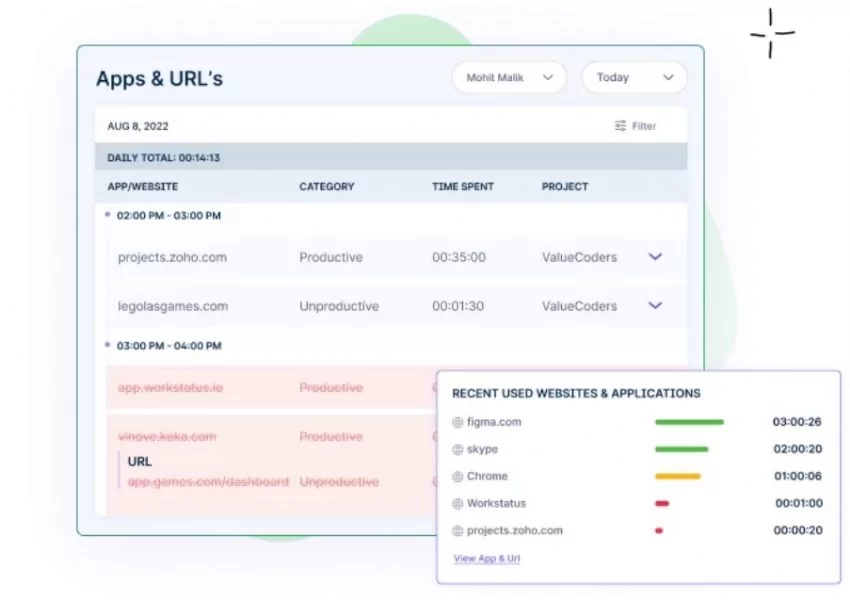 Apps & URL's
Mohit Malik Today
AUG 8, 2022 Filter
DAILY TOTAL: 00:14:13
APP/WEBSITE CATEGORY TIME SPENT PROJECT
02:00 PM - 03:00 PM
projects.zoho.com Productive 00:35:00 ValueCoders
legolasgames.com Unproductive 00:01:30 ValueCoders
03:00 PM - 04:00 PM
app.workstatus.io Productive
vinove.keka.com Productive
URL
app.games.com/dashboard Unproductive
RECENT USED WEBSITES & APPLICATIONS
figma.com 03:00:26
skype 02:00:20
Chrome 01:00:06
Workstatus 00:01:00
projects.zoho.com 00:00:20
View App & Url